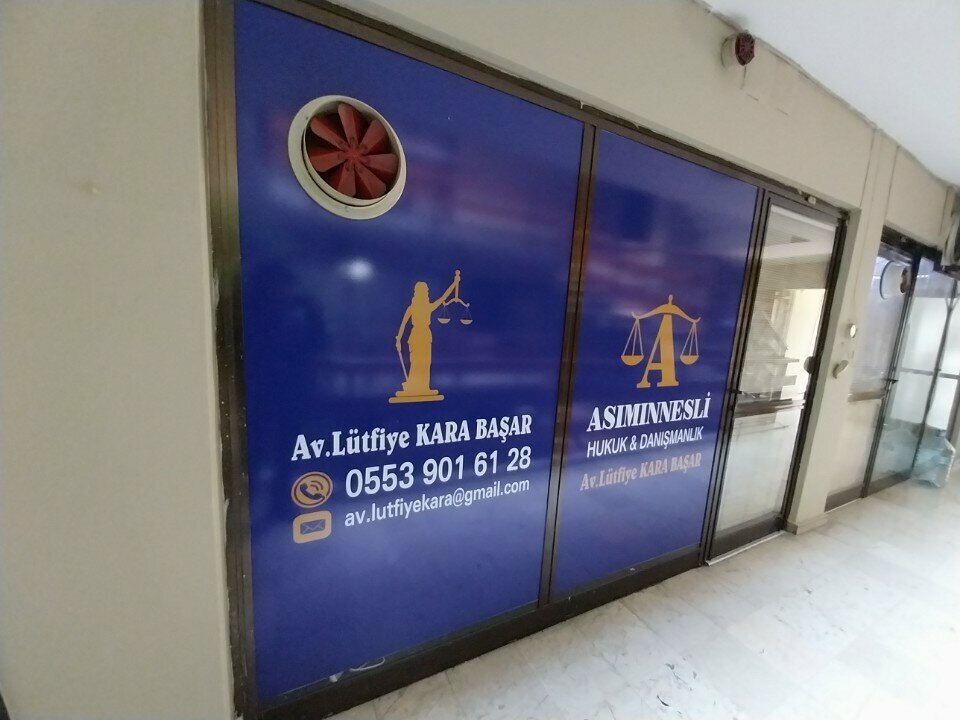 Av.Lütfiye KARA BAŞAR
0553 901 61 28
av.lutfiyekara@gmail.com
A
ASIMINNESLİ
HUKUK & DANIŞMANLIK
Av.Lütfiye KARA BAŞAR